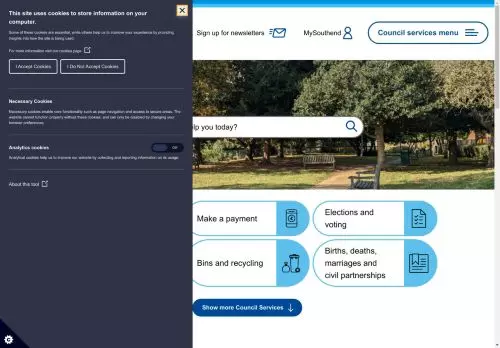 This site uses cookies to store information on your
computer.
Some of these cookies are essential, while others help us to improve your experience by providing
insights into how the site is being used.
For more information visit our cookies page.
I Accept Cookies
I Do Not Accept Cookies
Necessary Cookies
Necessary cookies enable core functionality such as page navigation and access to secure areas. The
website cannot function properly without these cookies, and can only be disabled by changing your
browser preferences.
Analytics cookies
Off
Analytical cookies help us to improve our website by collecting and reporting information on its usage.
About this tool
Sign up for newsletters
MySouthend
Council services menu
lp you today?
Make a payment
Elections and
voting
Bins and recycling
Births, deaths,
marriages and
civil partnerships
Show more Council Services